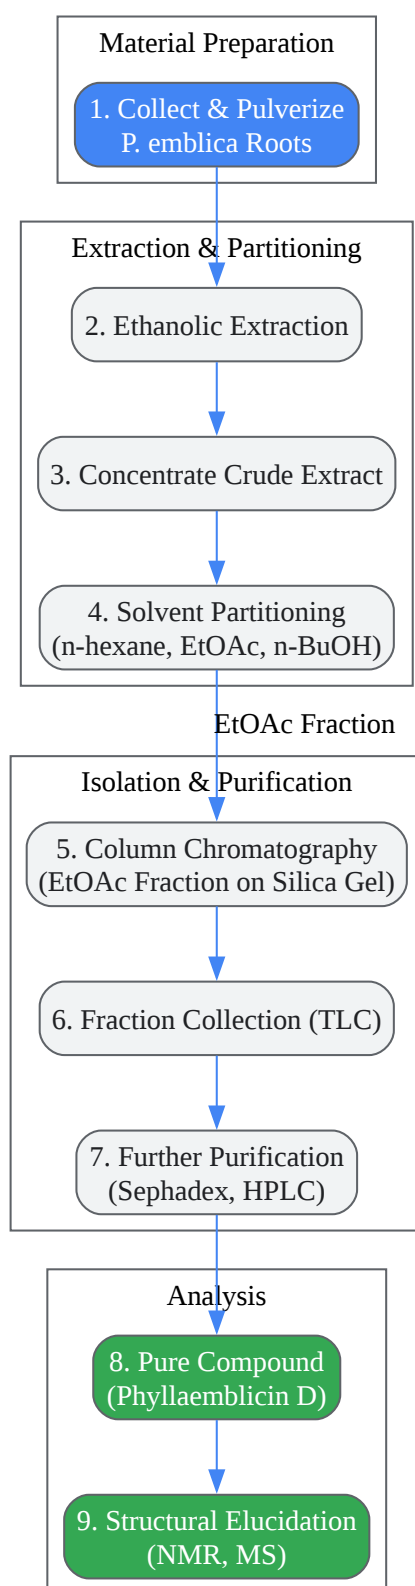 Material Preparation
1. Collect & Pulverize
P. emblica Roots
Extraction & Partitioning
2. Ethanolic Extraction
3. Concentrate Crude Extract
4. Solvent Partitioning
(n-hexane, EtOAc, n-BuOH)
EtOAc Fraction
Isolation & Purification
5. Column Chromatography
(EtOAc Fraction on Silica Gel)
6. Fraction Collection (TLC)
7. Further Purification
(Sephadex, HPLC)
Analysis
8. Pure Compound
(Phyllaemblicin D)
9. Structural Elucidation
(NMR, MS)